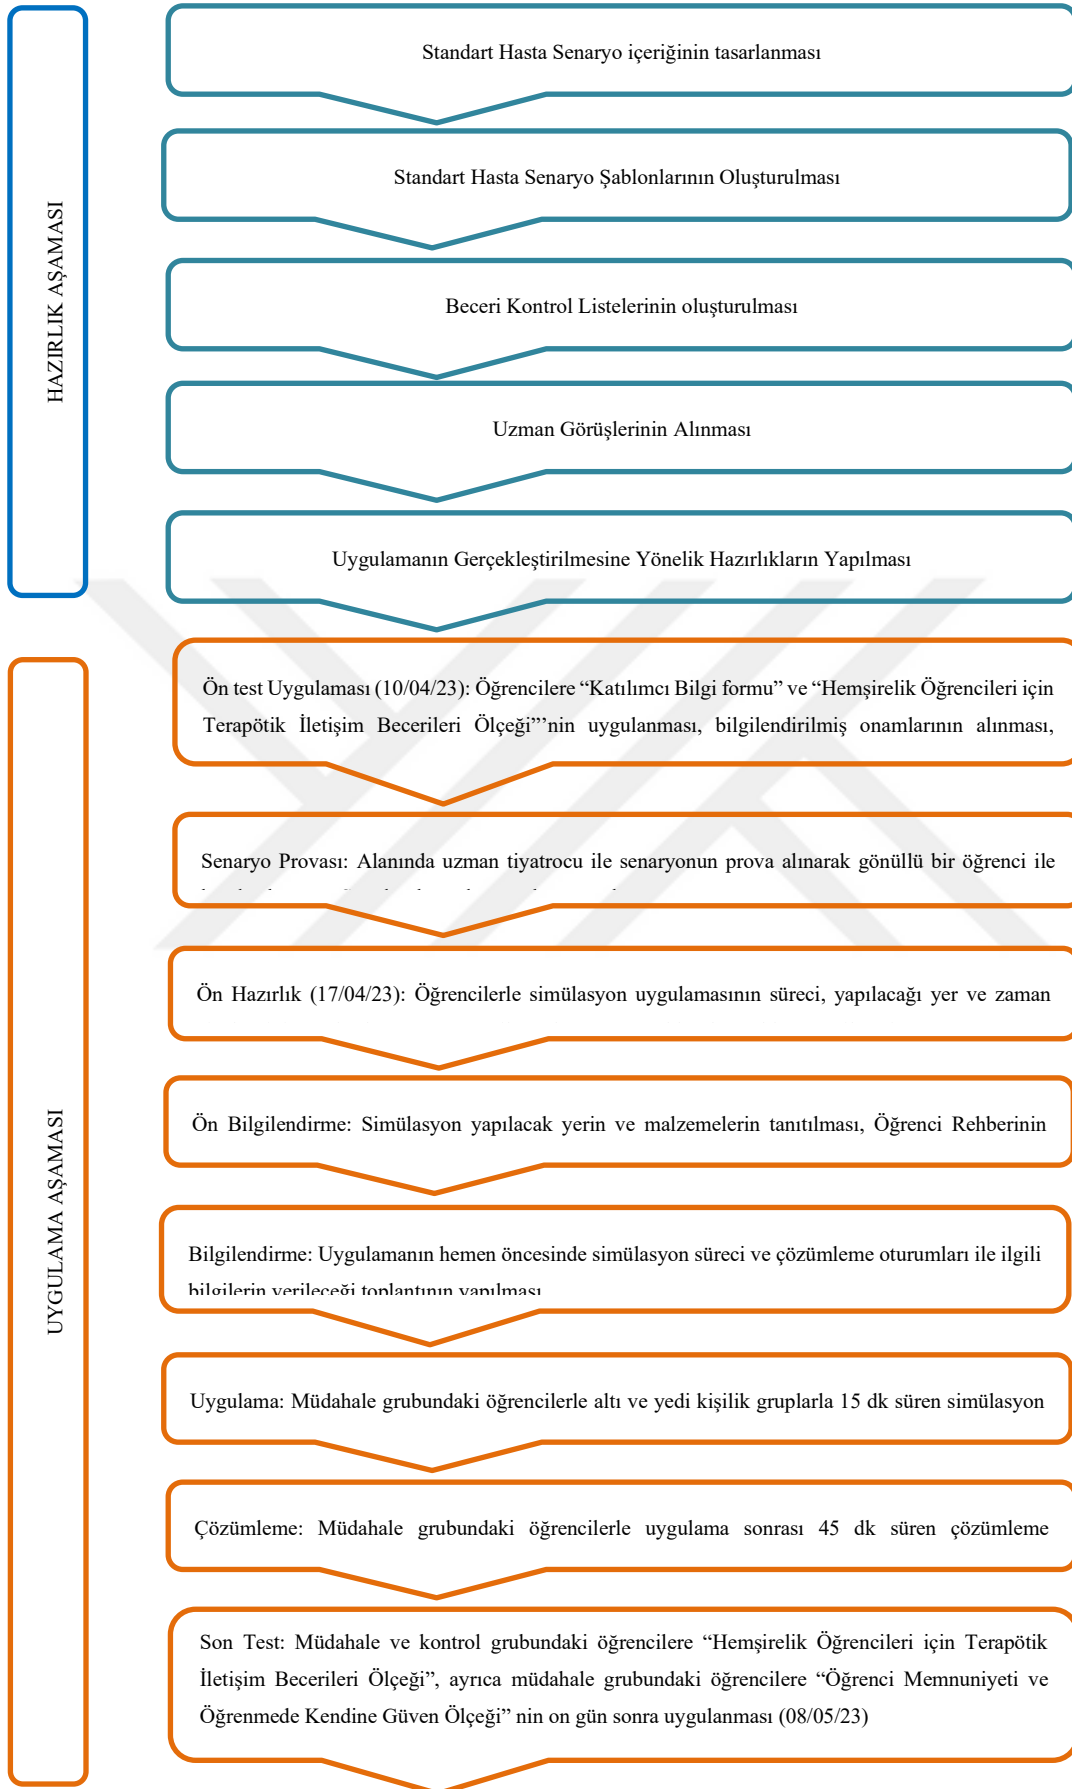 HAZIRLIK AŞAMASI
Standart Hasta Senaryo içeriğinin tasarlanması
Standart Hasta Senaryo Şablonlarının Oluşturulması
Beceri Kontrol Listelerinin oluşturulması
Uzman Görüşlerinin Alınması
Uygulamanın Gerçekleştirilmesine Yönelik Hazırlıkların Yapılması
UYGULAMA AŞAMASI
Ön test Uygulaması (10/04/23): Öğrencilere “Katılımcı Bilgi formu” ve “Hemşirelik Öğrencileri için
Terapötik İletişim Becerileri Ölçeği”’nin uygulanması, bilgilendirilmiş onamlarının alınması,
Senaryo Provası: Alanında uzman tiyatrocu ile senaryonun prova alınarak gönüllü bir öğrenci ile
Ön Hazırlık (17/04/23): Öğrencilerle simülasyon uygulamasının süreci, yapılacağı yer ve zaman
Ön Bilgilendirme: Simülasyon yapılacak yerin ve malzemelerin tanıtılması, Öğrenci Rehberinin
Bilgilendirme: Uygulamanın hemen öncesinde simülasyon süreci ve çözümleme oturumları ile ilgili
bilgilerin verileceği toplantının yapılması
Uygulama: Müdahale grubundaki öğrencilerle altı ve yedi kişilik gruplarla 15 dk süren simülasyon
Çözümleme: Müdahale grubundaki öğrencilerle uygulama sonrası 45 dk süren çözümleme
Son Test: Müdahale ve kontrol grubundaki öğrencilere “Hemşirelik Öğrencileri için Terapötik
İletişim Becerileri Ölçeği”, ayrıca müdahale grubundaki öğrencilere “Öğrenci Memnuniyeti ve
Öğrenmede Kendine Güven Ölçeği” nin on gün sonra uygulanması (08/05/23)